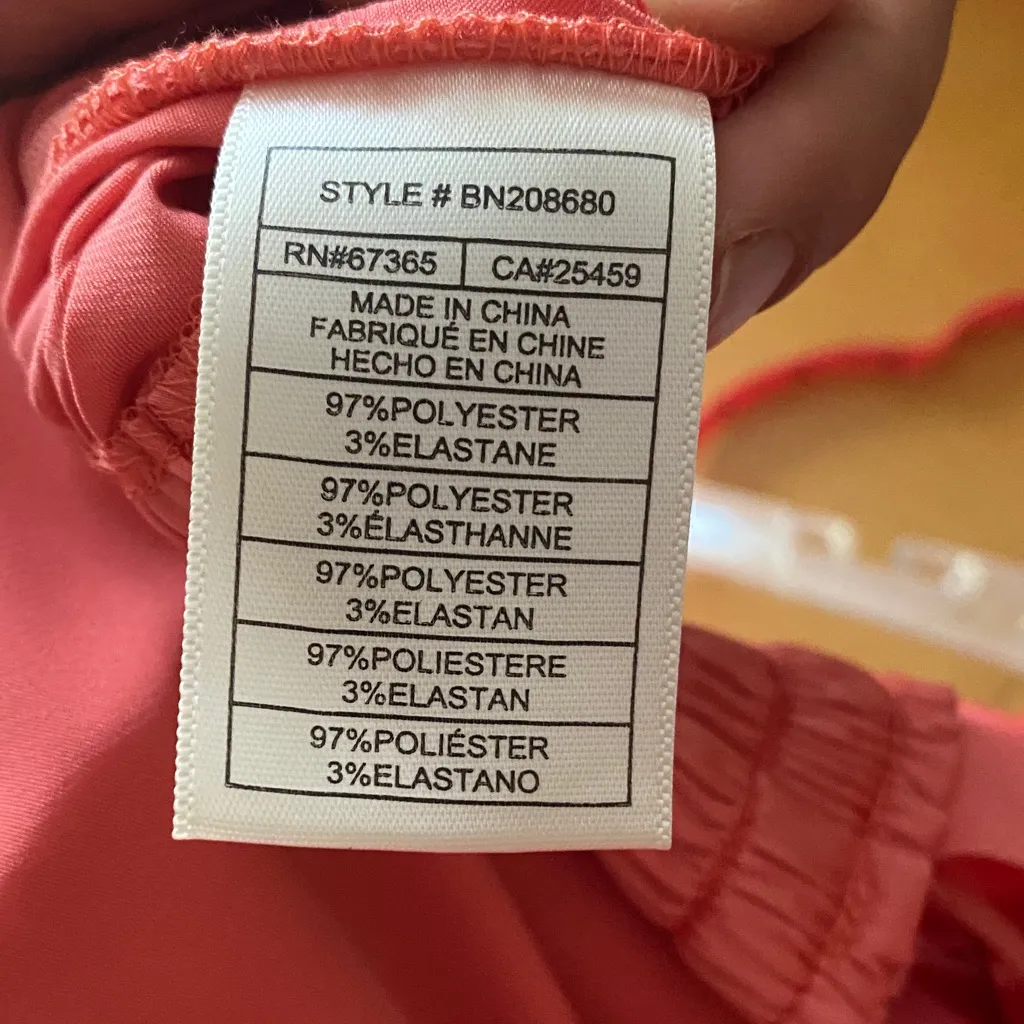 STYLE # BN208680
RN#67365 CA#25459
MADE IN CHINA
FABRIQUÉ EN CHINE
HECHO EN CHINA
97%POLYESTER
3%ELASTANE
97%POLYESTER
3%ÉLASTHANNE
97%POLYESTER
3%ELASTAN
97%POLIESTERE
3%ELASTAN
97%POLIÉSTER
3%ELASTANO